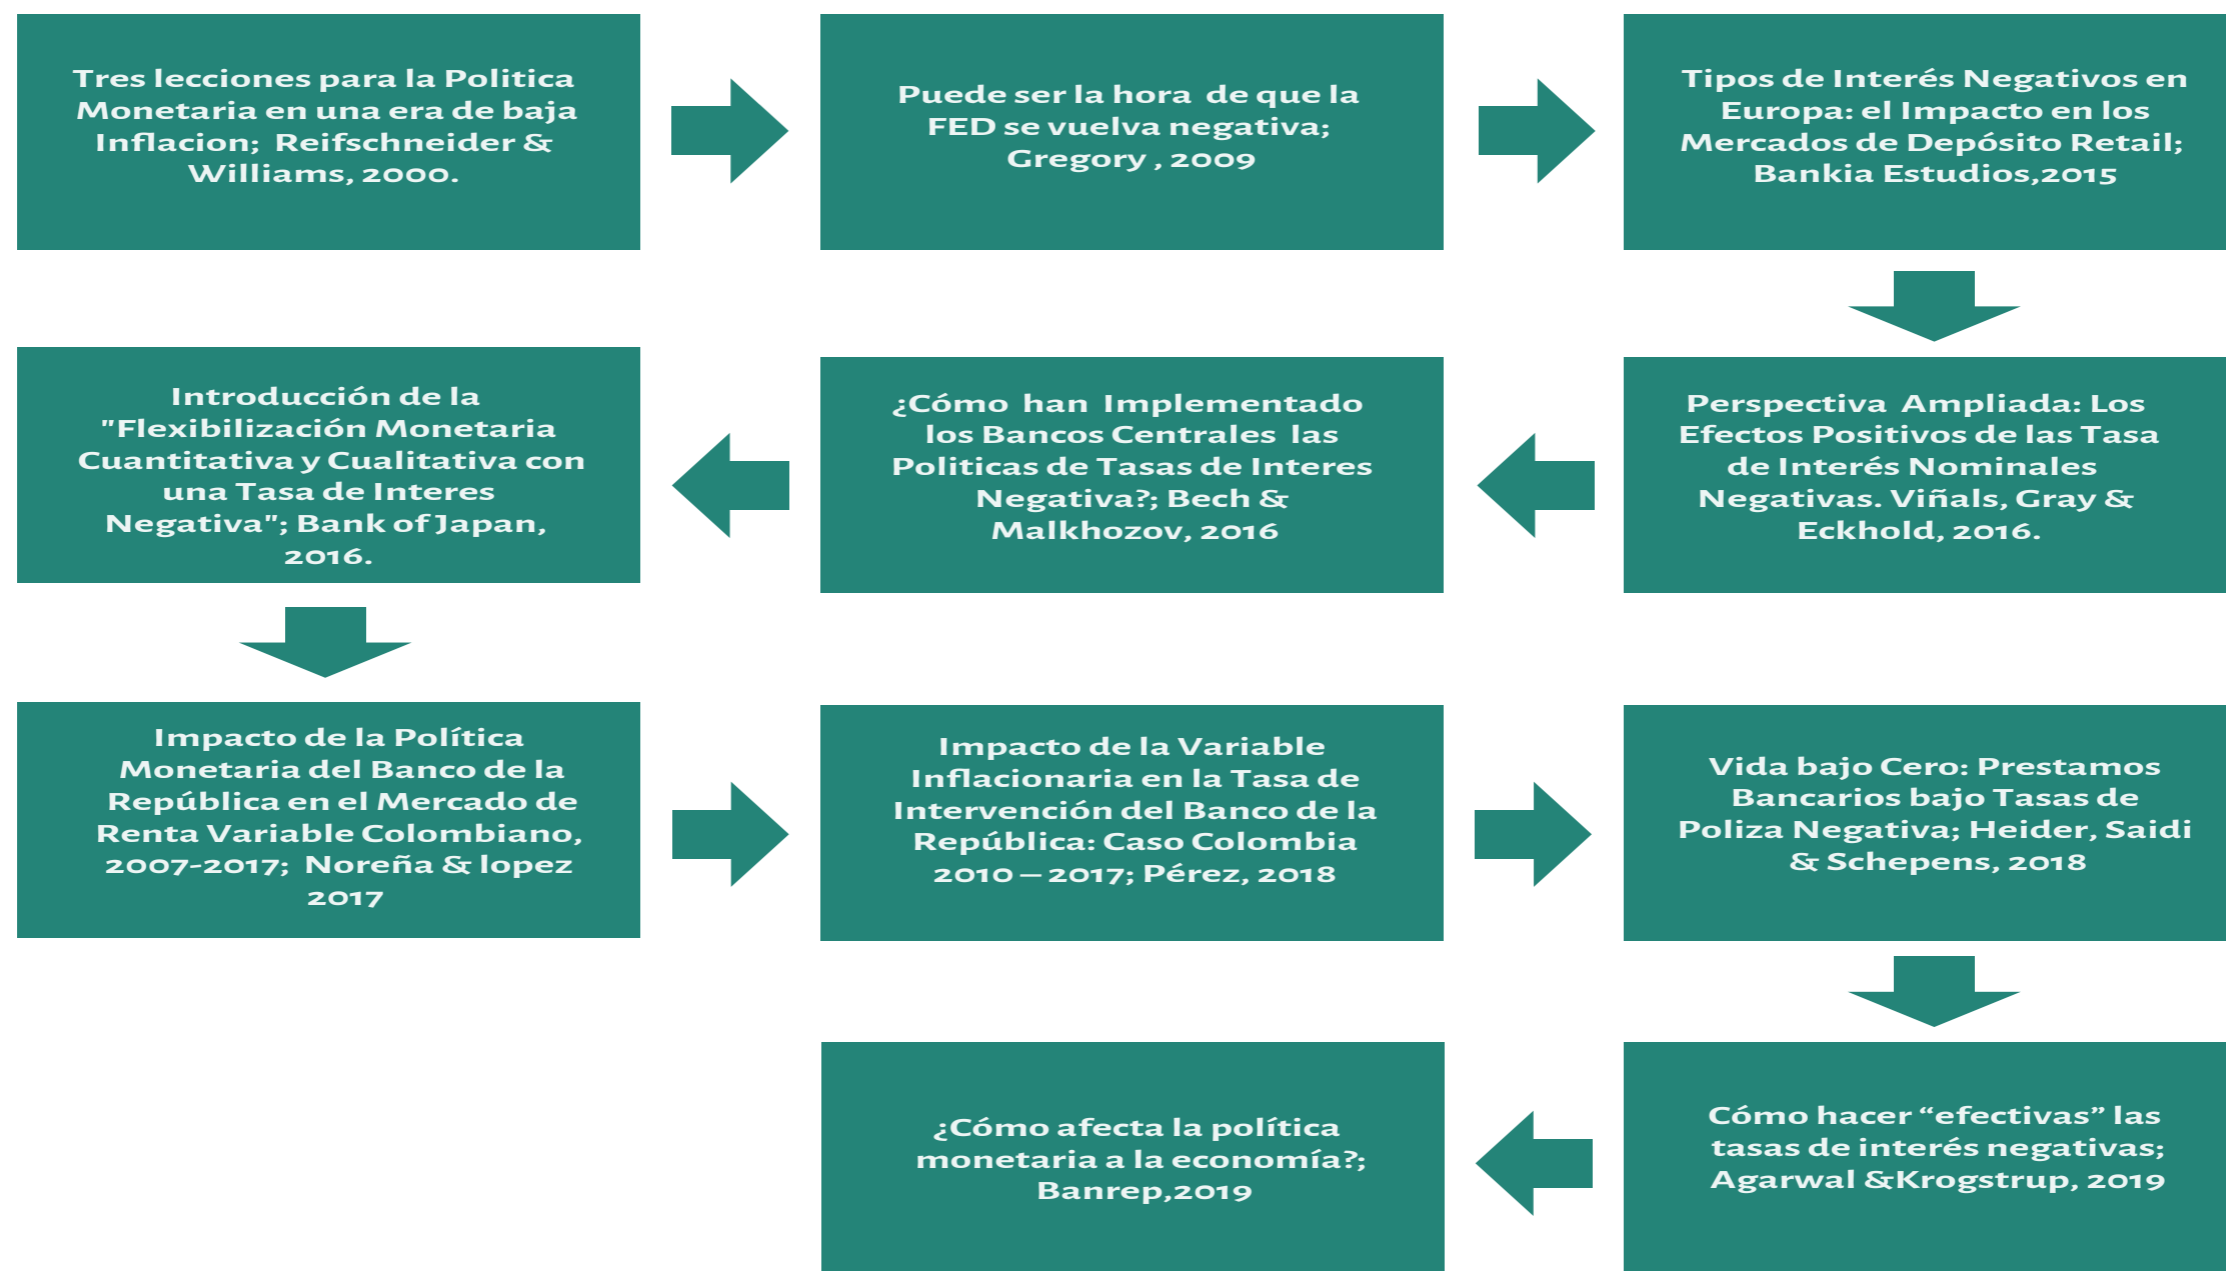 Tres lecciones para la Politica
Monetaria en una era de baja
Inflacion; Reifschneider &
Williams, 2000.
Puede ser la hora de que la
FED se vuelva negativa;
Gregory , 2009
Tipos de Interés Negativos en
Europa: el Impacto en los
Mercados de Depósito Retail;
Bankia Estudios,2015
Perspectiva Ampliada: Los
Efectos Positivos de las Tasa
de Interés Nominales
Negativas. Viñals, Gray &
Eckhold, 2016.
¿Cómo han Implementado
los Bancos Centrales las
Politicas de Tasas de Interes
Negativa?; Bech &
Malkhozov, 2016
Introducción de la
"Flexibilización Monetaria
Cuantitativa y Cualitativa con
una Tasa de Interes
Negativa"; Bank of Japan,
2016.
Impacto de la Política
Monetaria del Banco de la
República en el Mercado de
Renta Variable Colombiano,
2007-2017; Noreña & lopez
2017
Impacto de la Variable
Inflacionaria en la Tasa de
Intervención del Banco de la
República: Caso Colombia
2010 – 2017; Pérez, 2018
Vida bajo Cero: Prestamos
Bancarios bajo Tasas de
Poliza Negativa; Heider, Saidi
& Schepens, 2018
Cómo hacer “efectivas” las
tasas de interés negativas;
Agarwal &Krogstrup, 2019
¿Cómo afecta la política
monetaria a la economía?;
Banrep,2019